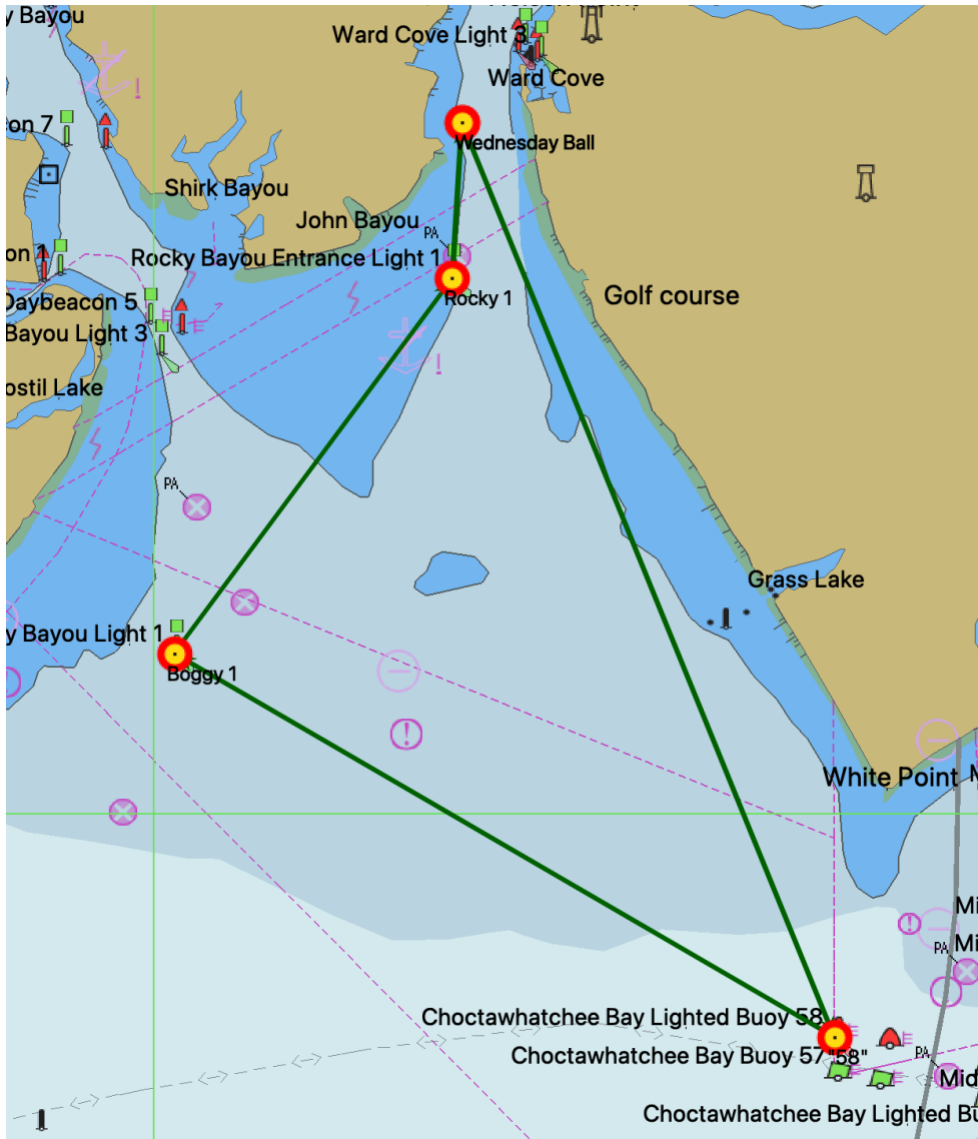 y Bayou
Ward Cove Light 3
Ward Cove
con 7
Wednesday Ball
Shirk Bayou
John Bayou
PA
on 1
Rocky Bayou Entrance Light 1
Daybeacon 5
Rocky 1
Golf course
Bayou Light 3
ostil Lake
PA
Grass Lake
y Bayou Light 1
Boggy 1
White Point
M
Mi
PA
Mi
Choctawhatchee Bay Lighted Buoy 58
Choctawhatchee Bay Buoy 57
"58"
PA
Mid
Choctawhatchee Bay Lighted Bu